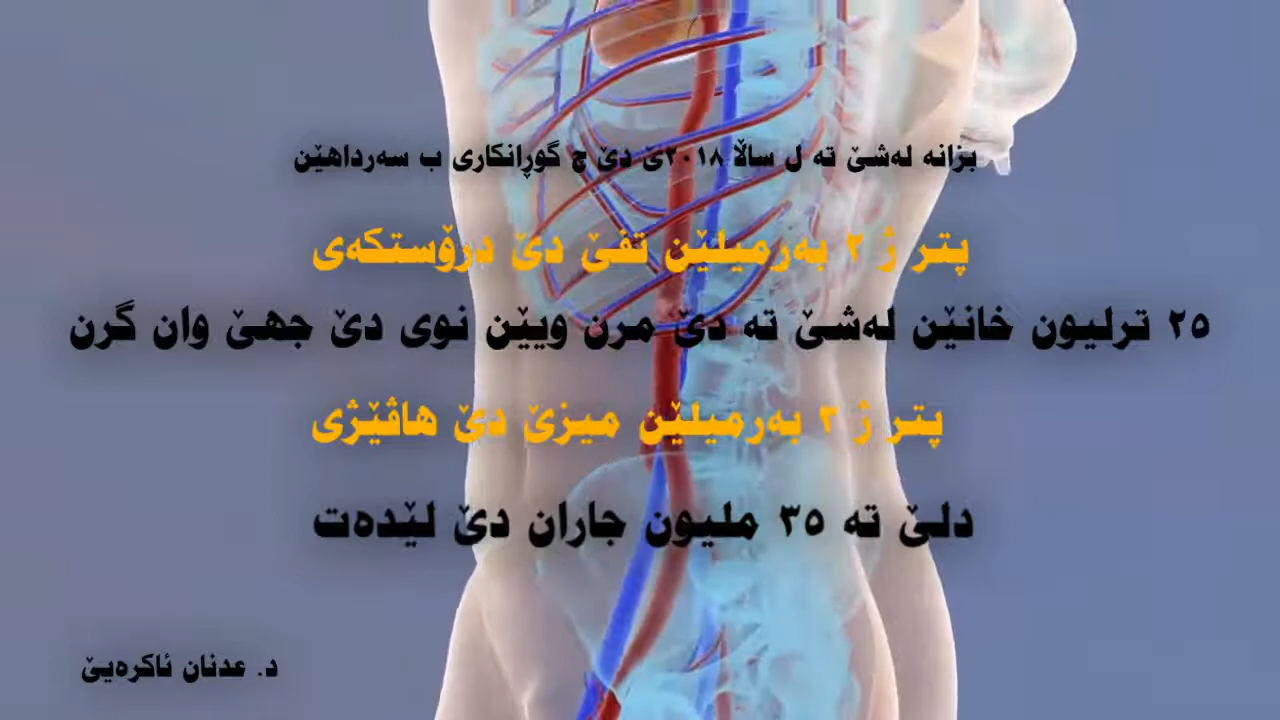 بزانە لەشێ تە ل ساڵا ٢٠١٨ێ دێ چ گوڕانکاری ب سەرداهێن
پتر ژ ٢ بەرمیلێن تفێ دێ درۆستکەی
٢٥ ترلیون خانێن لەشێ تە دێ مرن ویێن نوی دێ جهێ وان گرن
پتر ژ ٣ بەرمیلێن میزێ دێ هاڤێژی
دلێ تە ٣٥ ملیون جاران دێ لێدەت
د. عدنان ئاکرەیێ